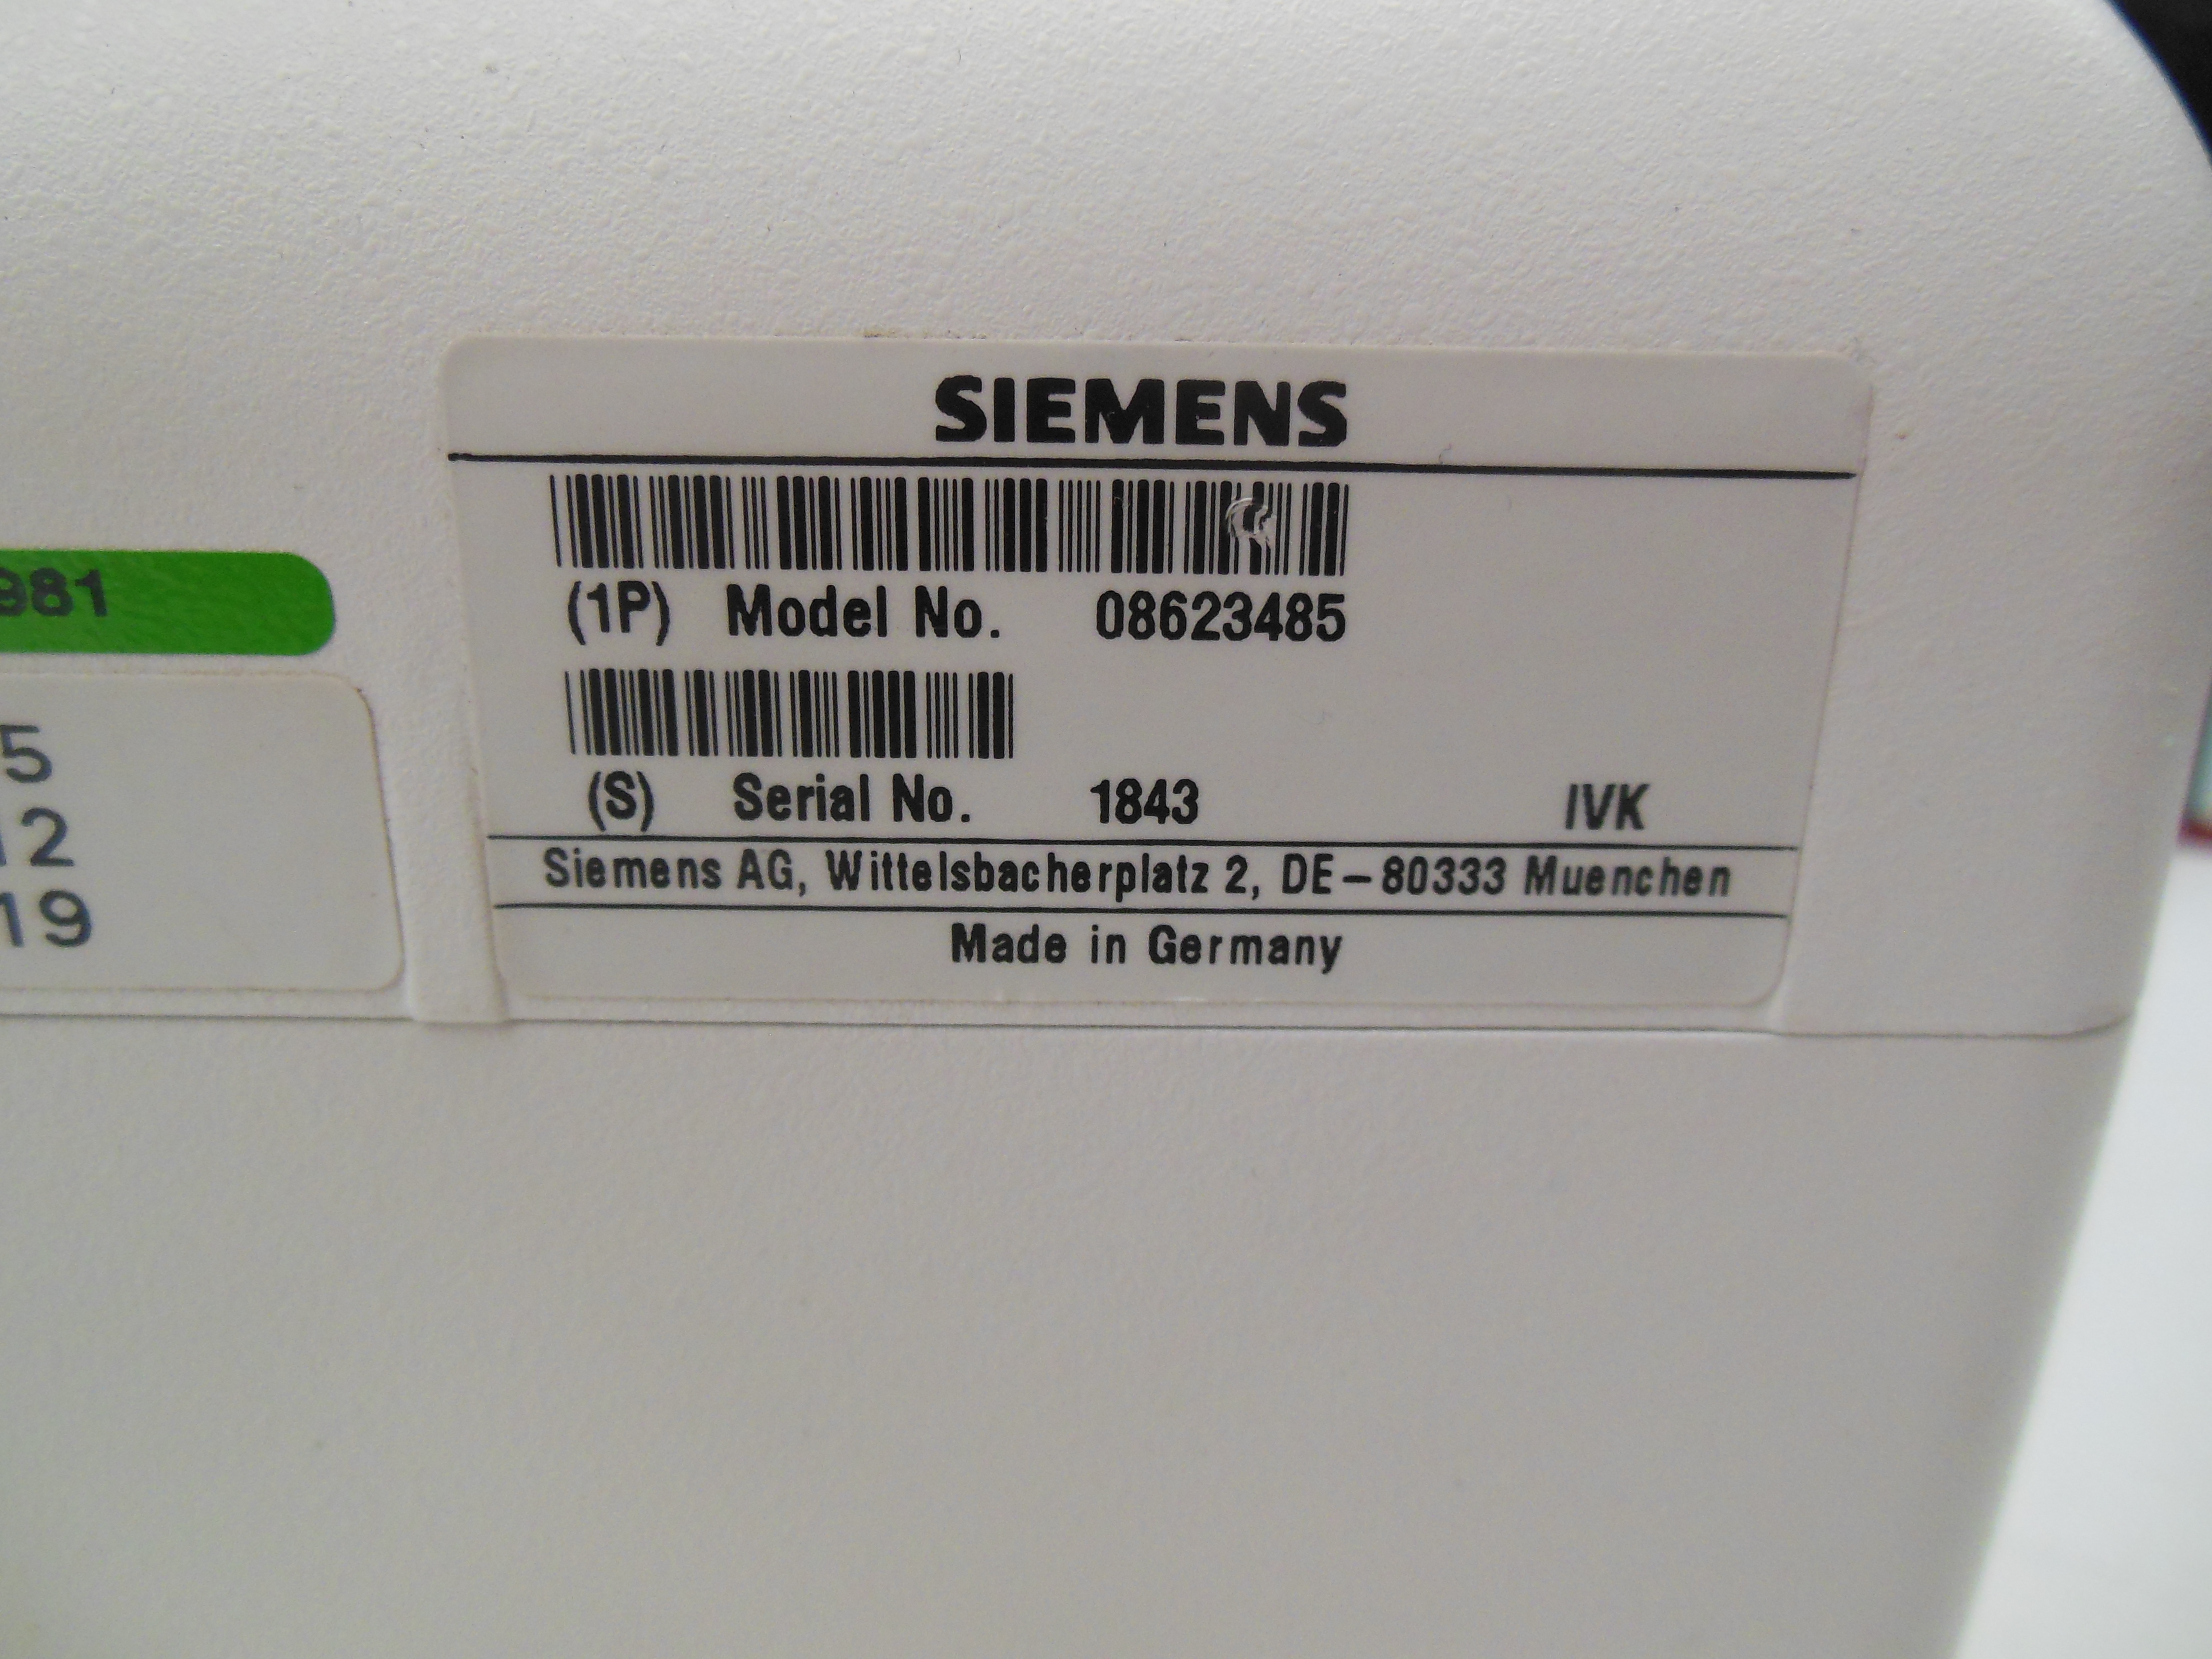 SIEMENS
(1P) Model No. 08623485
(S) Serial No. 1843 IVK
Siemens AG, Wittelsbacherplatz 2, DE-80333 Muenchen
Made in Germany
981
5
12
19